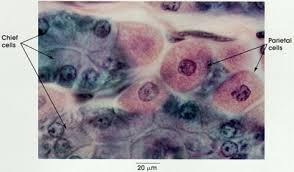 Chief
cells
Parietal
cells
20 μm